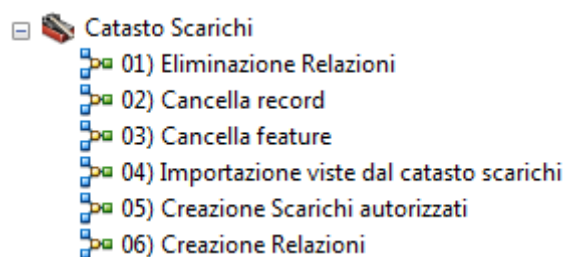 Catasto Scarichi
01) Eliminazione Relazioni
02) Cancella record
03) Cancella feature
04) Importazione viste dal catasto scarichi
05) Creazione Scarichi autorizzati
06) Creazione Relazioni